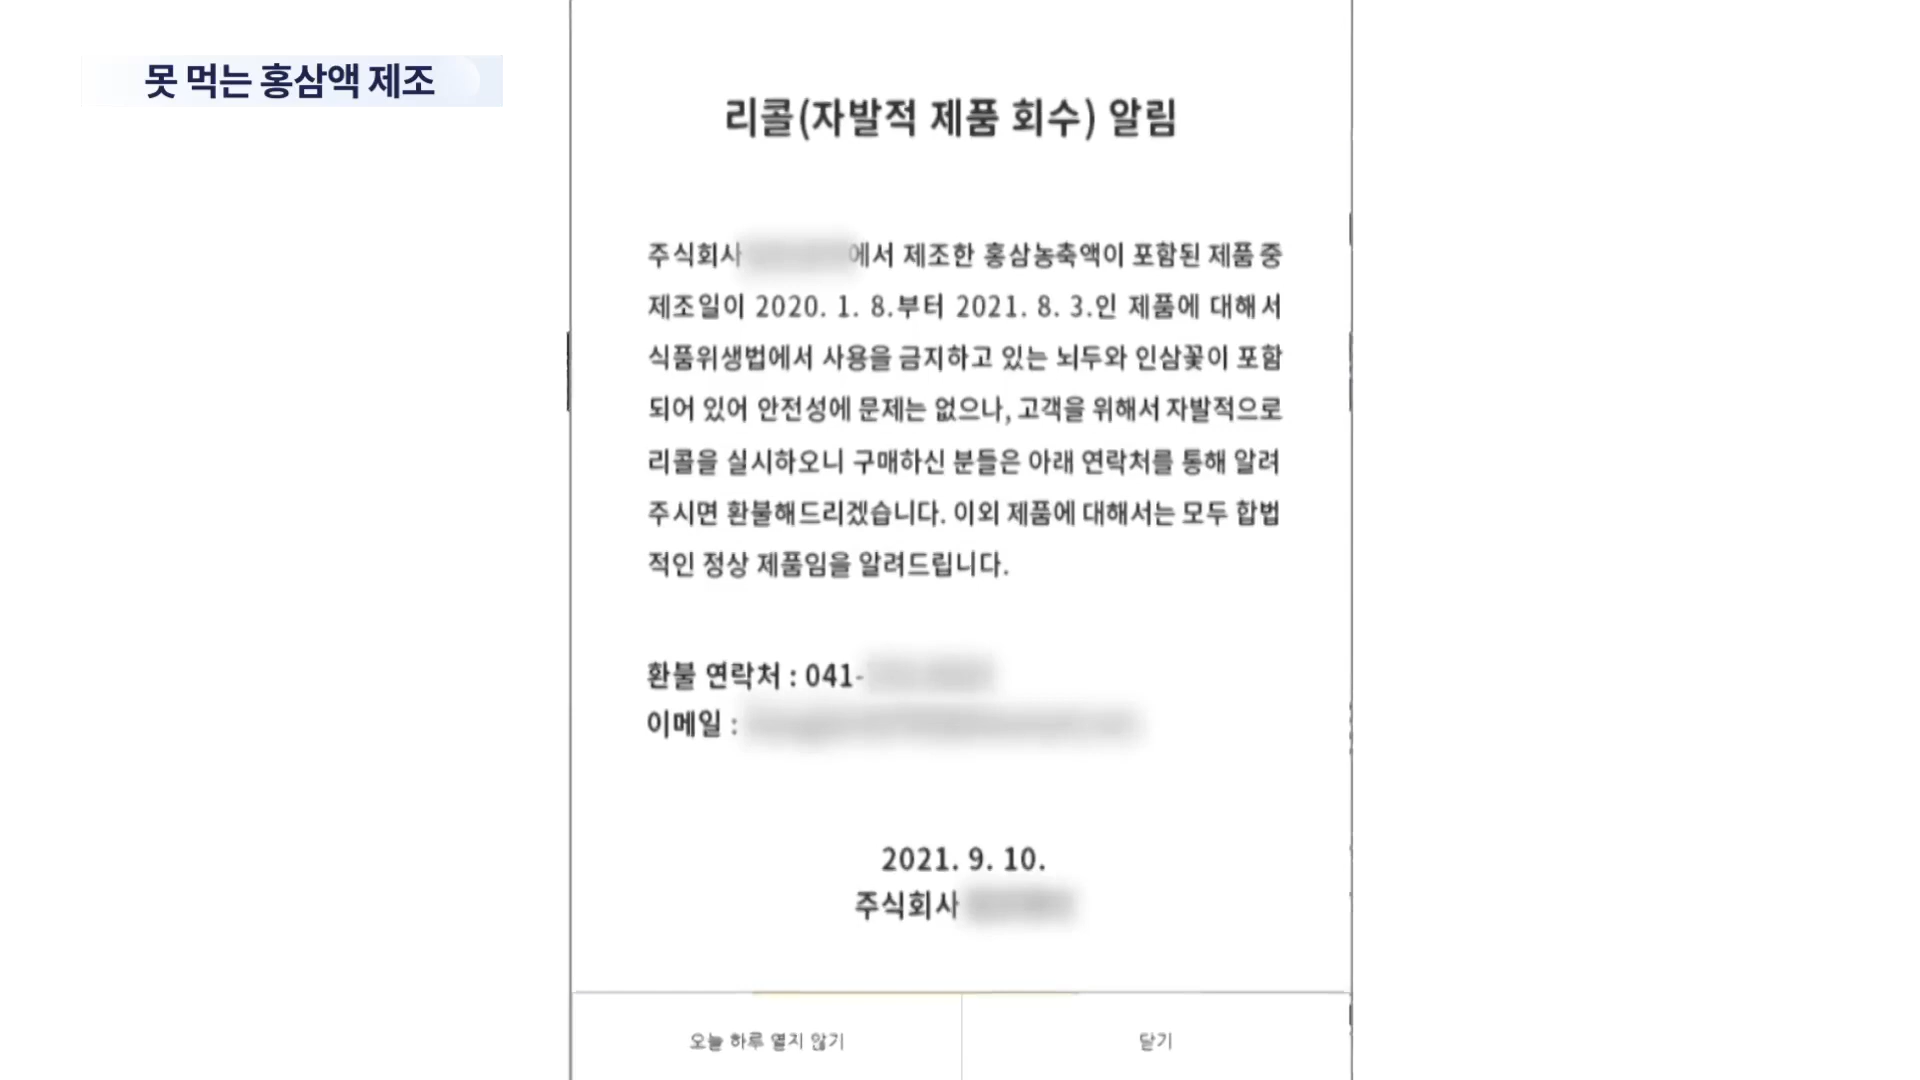 못 먹는 홍삼액 제조
리콜(자발적 제품 회수) 알림
주식회사 에서 제조한 홍삼농축액이 포함된 제품 중
제조일이 2020. 1. 8.부터 2021. 8. 3.인 제품에 대해서
식품위생법에서 사용을 금지하고 있는 뇌두와 인삼꽃이 포함
되어 있어 안전성에 문제는 없으나, 고객을 위해서 자발적으로
리콜을 실시하오니 구매하신 분들은 아래 연락처를 통해 알려
주시면 환불해드리겠습니다. 이외 제품에 대해서는 모두 합법
적인 정상 제품임을 알려드립니다.
환불 연락처 : 041-
이메일 :
2021. 9. 10.
주식회사
오늘 하루 열지 않기
닫기